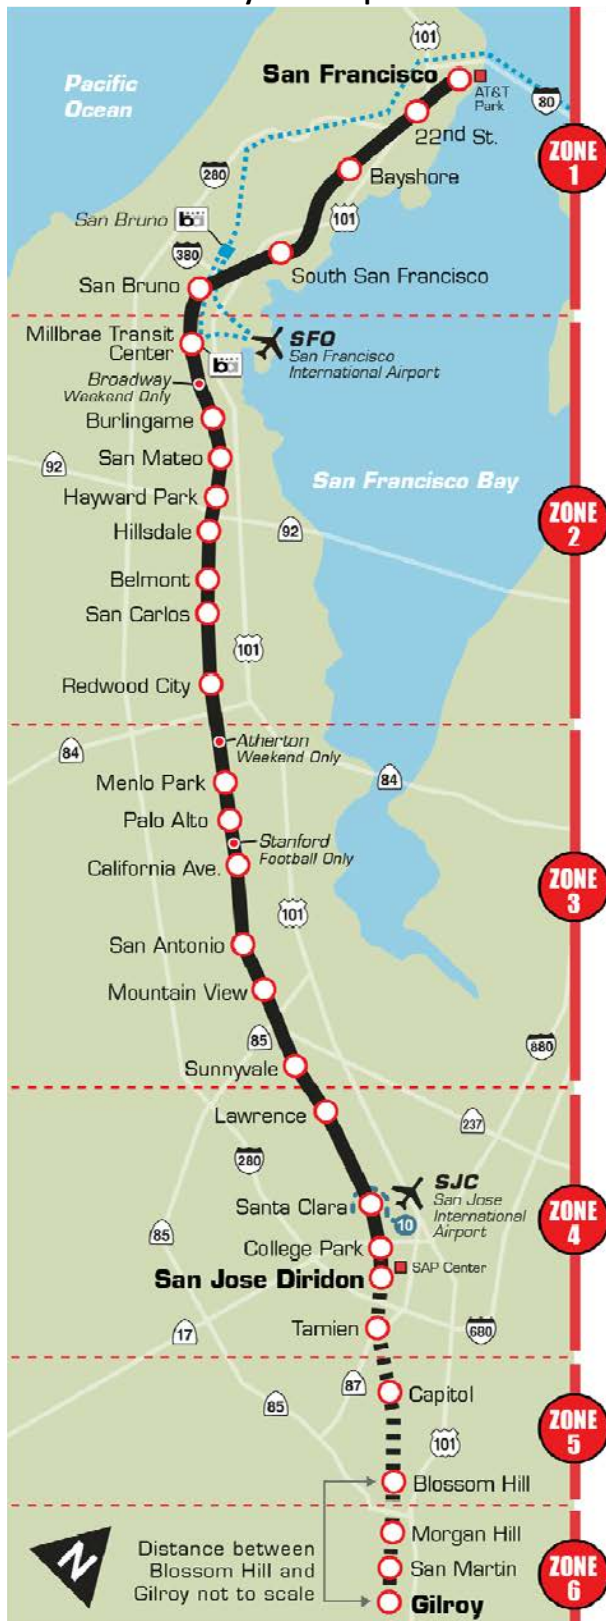 101
Pacific
Ocean
San Francisco
AT&T
Park
80
22nd St.
ZONE
1
Bayshore
280
101
San Bruno
380
South San Francisco
San Bruno
Millbrae Transit
Center
SFO
San Francisco
International Airport
Broadway
Weekend Only
Burlingame
San Mateo
92
San Francisco Bay
Hayward Park
ZONE
2
Hillsdale
92
Belmont
San Carlos
101
Redwood City
Atherton
Weekend Only
84
Menlo Park
84
Palo Alto
Stanford
Football Only
California Ave.
ZONE
3
101
San Antonio
Mountain View
85
880
Sunnyvale
Lawrence
237
280
SJC
San Jose
International
Airport
Santa Clara
10
ZONE
4
85
College Park
San Jose Diridon
SAP Center
Tamien
17
680
87
Capitol
85
ZONE
5
101
Blossom Hill
Morgan Hill
N
Distance between
Blossom Hill and
Gilroy not to scale
San Martin
ZONE
6
Gilroy